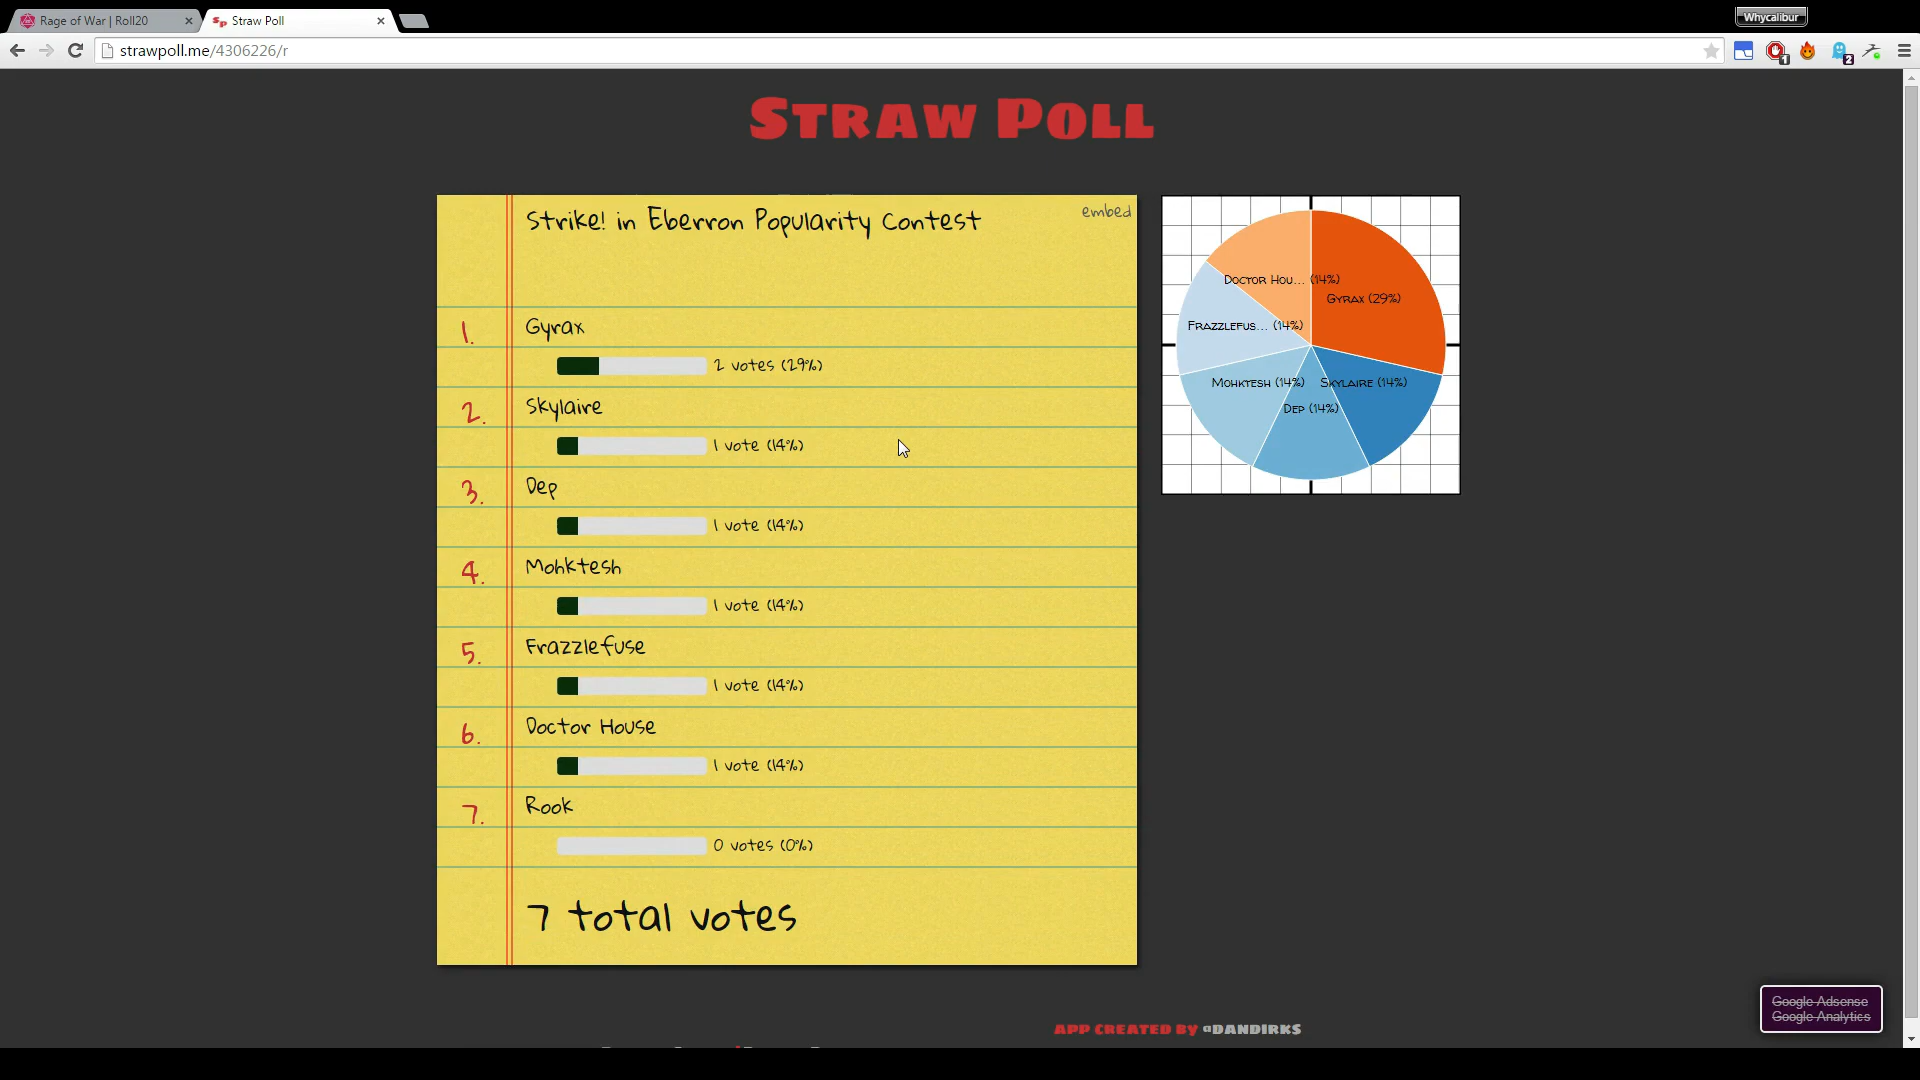 Rage of War | Roll20
Straw Poll
Whycalibur
strawpoll.me/4306226/r
1
2
Straw Poll
Strike! in Eberron Popularity Contest
embed
1. Gyrax
2 votes (29%)
2. Skylaire
1 vote (14%)
3. Dep
1 vote (14%)
4. Mohktesh
1 vote (14%)
5. Frazzlefuse
1 vote (14%)
6. Doctor House
1 vote (14%)
7. Rook
0 votes (0%)
7 total votes
Doctor Hou... (14%)
Gyrax (29%)
Frazzlefus... (14%)
Mohktesh (14%)
Skylaire (14%)
Dep (14%)
Google Adsense
Google Analytics
APP CREATED BY @DANDIRKS